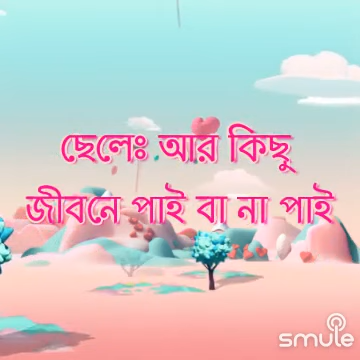 ছেলেঃ আর কিছু
জীবনে পাই বা না পাই
smule